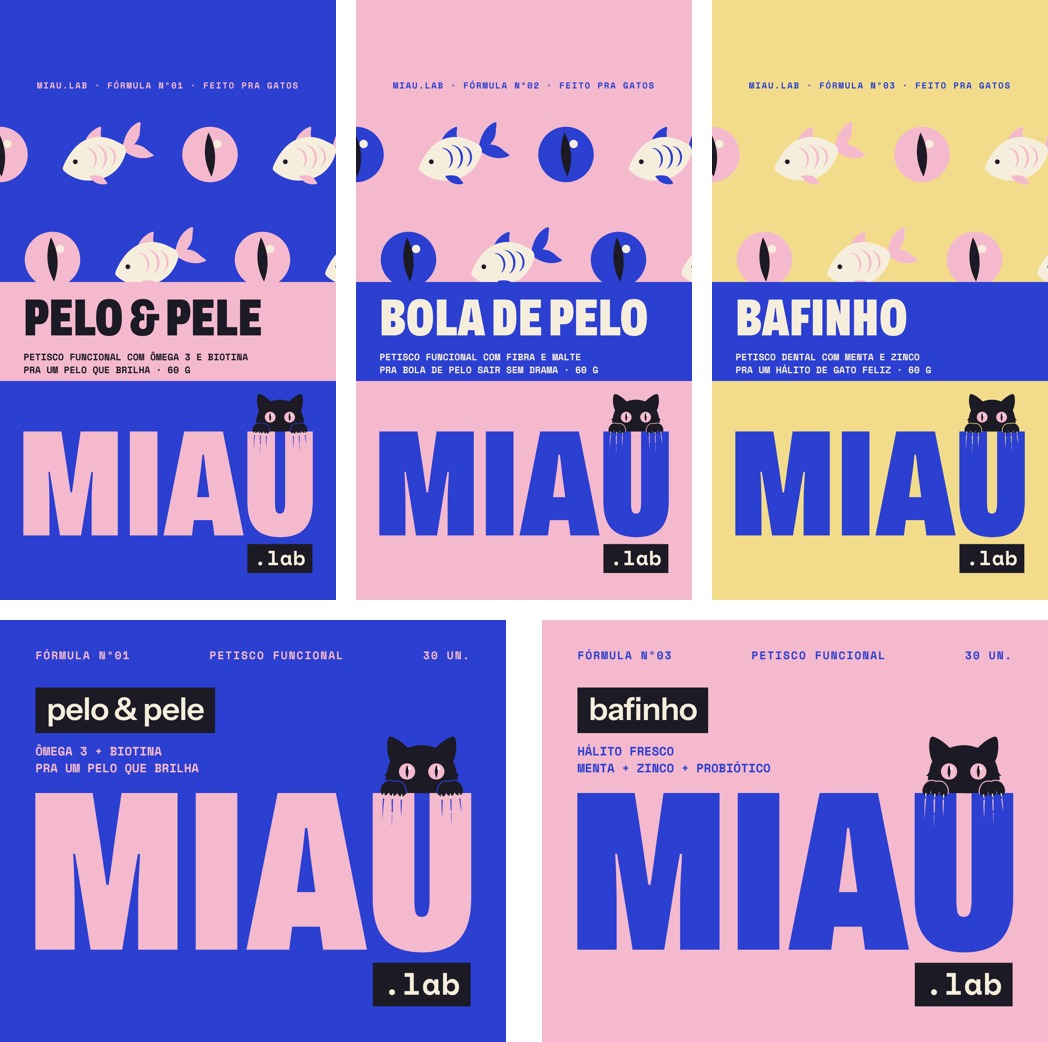 MIAU.LAB · FÓRMULA Nº01 · FEITO PRA GATOS
PELO & PELE
PETISCO FUNCIONAL COM ÔMEGA 3 E BIOTINA
PRA UM PELO QUE BRILHA · 60 G
MIAU
.lab
MIAU.LAB · FÓRMULA Nº02 · FEITO PRA GATOS
BOLA DE PELO
PETISCO FUNCIONAL COM FIBRA E MALTE
PRA BOLA DE PELO SAIR SEM DRAMA · 60 G
MIAU
.lab
MIAU.LAB · FÓRMULA Nº03 · FEITO PRA GATOS
BAFINHO
PETISCO DENTAL COM MENTA E ZINCO
PRA UM HÁLITO DE GATO FELIZ · 60 G
MIAU
.lab
FÓRMULA Nº01 PETISCO FUNCIONAL 30 UN.
pelo & pele
ÔMEGA 3 + BIOTINA
PRA UM PELO QUE BRILHA
MIAU
.lab
FÓRMULA Nº03 PETISCO FUNCIONAL 30 UN.
bafinho
HÁLITO FRESCO
MENTA + ZINCO + PROBIÓTICO
MIAU
.lab